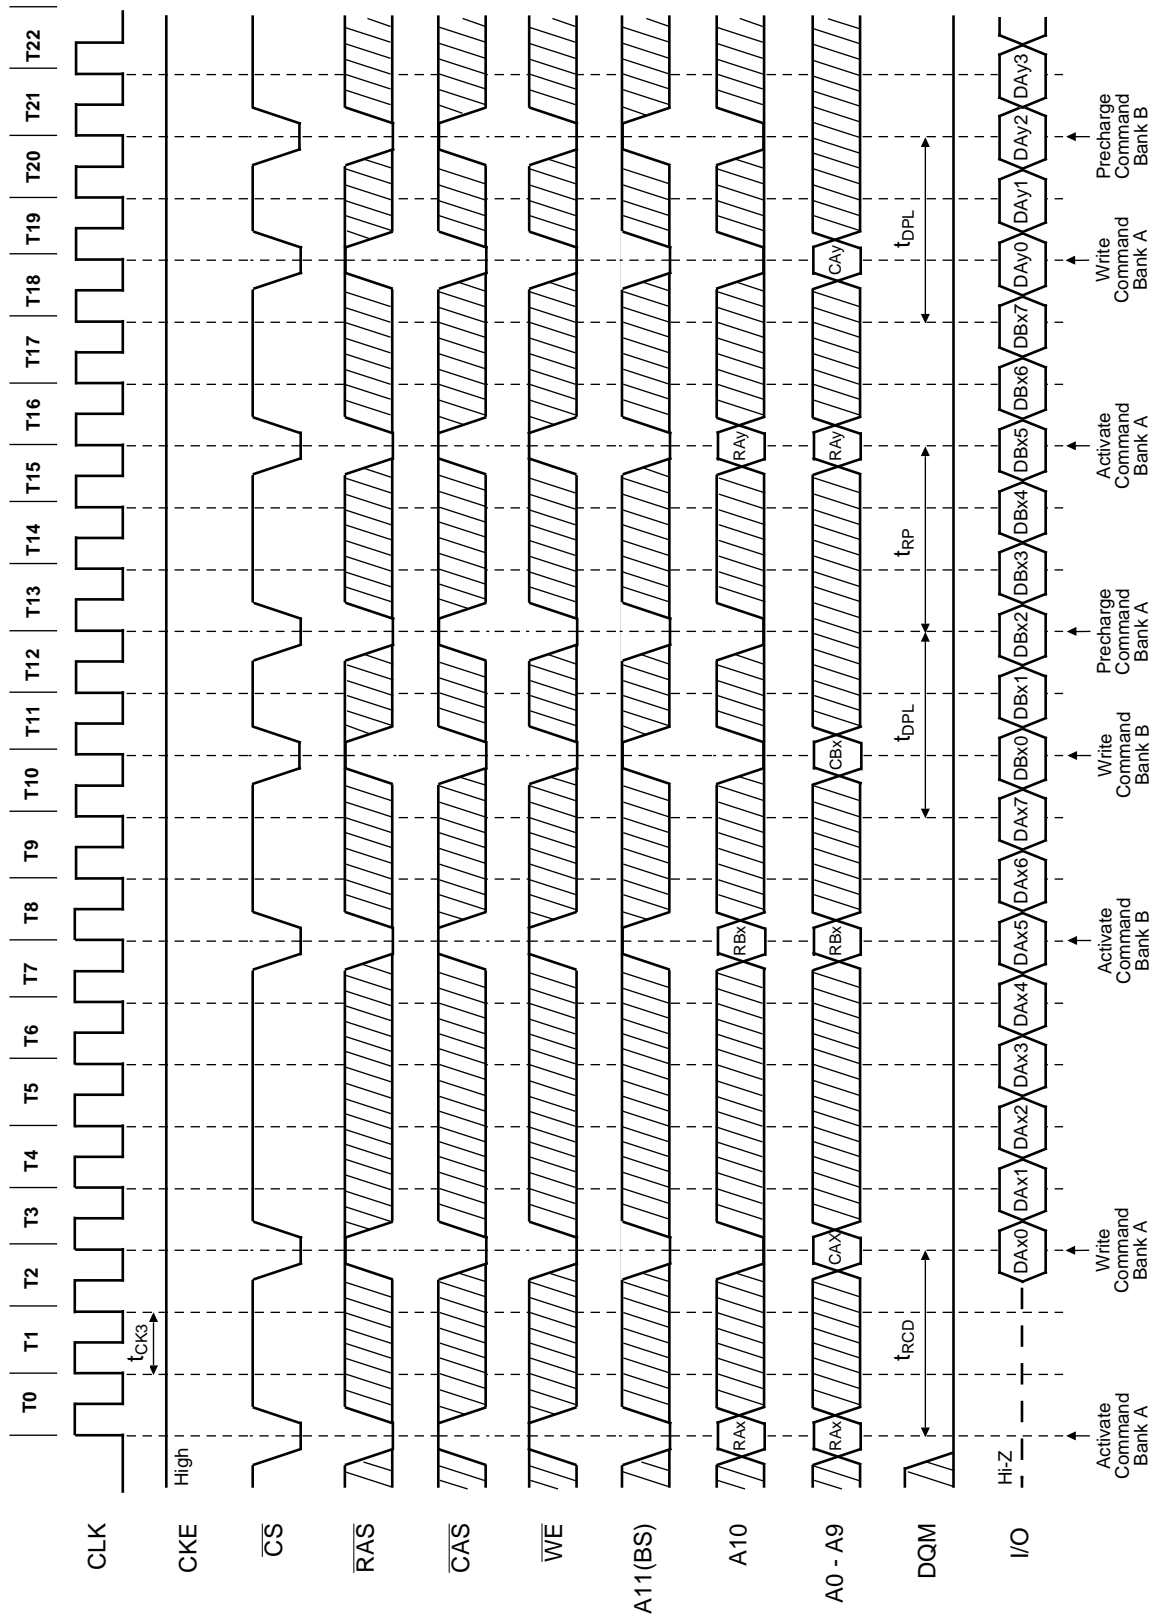 T0 T1 T2 T3 T4 T5 T6 T7 T8 T9 T10 T11 T12 T13 T14 T15 T16 T17 T18 T19 T20 T21 T22
CLK
tCK3
CKE
High
CS
RAS
CAS
WE
A11(BS)
A10
RAx RBx RAy
A0 - A9
RAx CAX RBx CBx RAy CAy
DQM
tRCD tDPL tRP tDPL
I/O
Hi-Z
DAx0 DAx1 DAx2 DAx3 DAx4 DAx5 DAx6 DAx7 DBx0 DBx1 DBx2 DBx3 DBx4 DBx5 DBx6 DBx7 DAy0 DAy1 DAy2 DAy3
Activate
Command
Bank A
Write
Command
Bank A
Activate
Command
Bank B
Write
Command
Bank B
Precharge
Command
Bank A
Activate
Command
Bank A
Write
Command
Bank A
Precharge
Command
Bank B